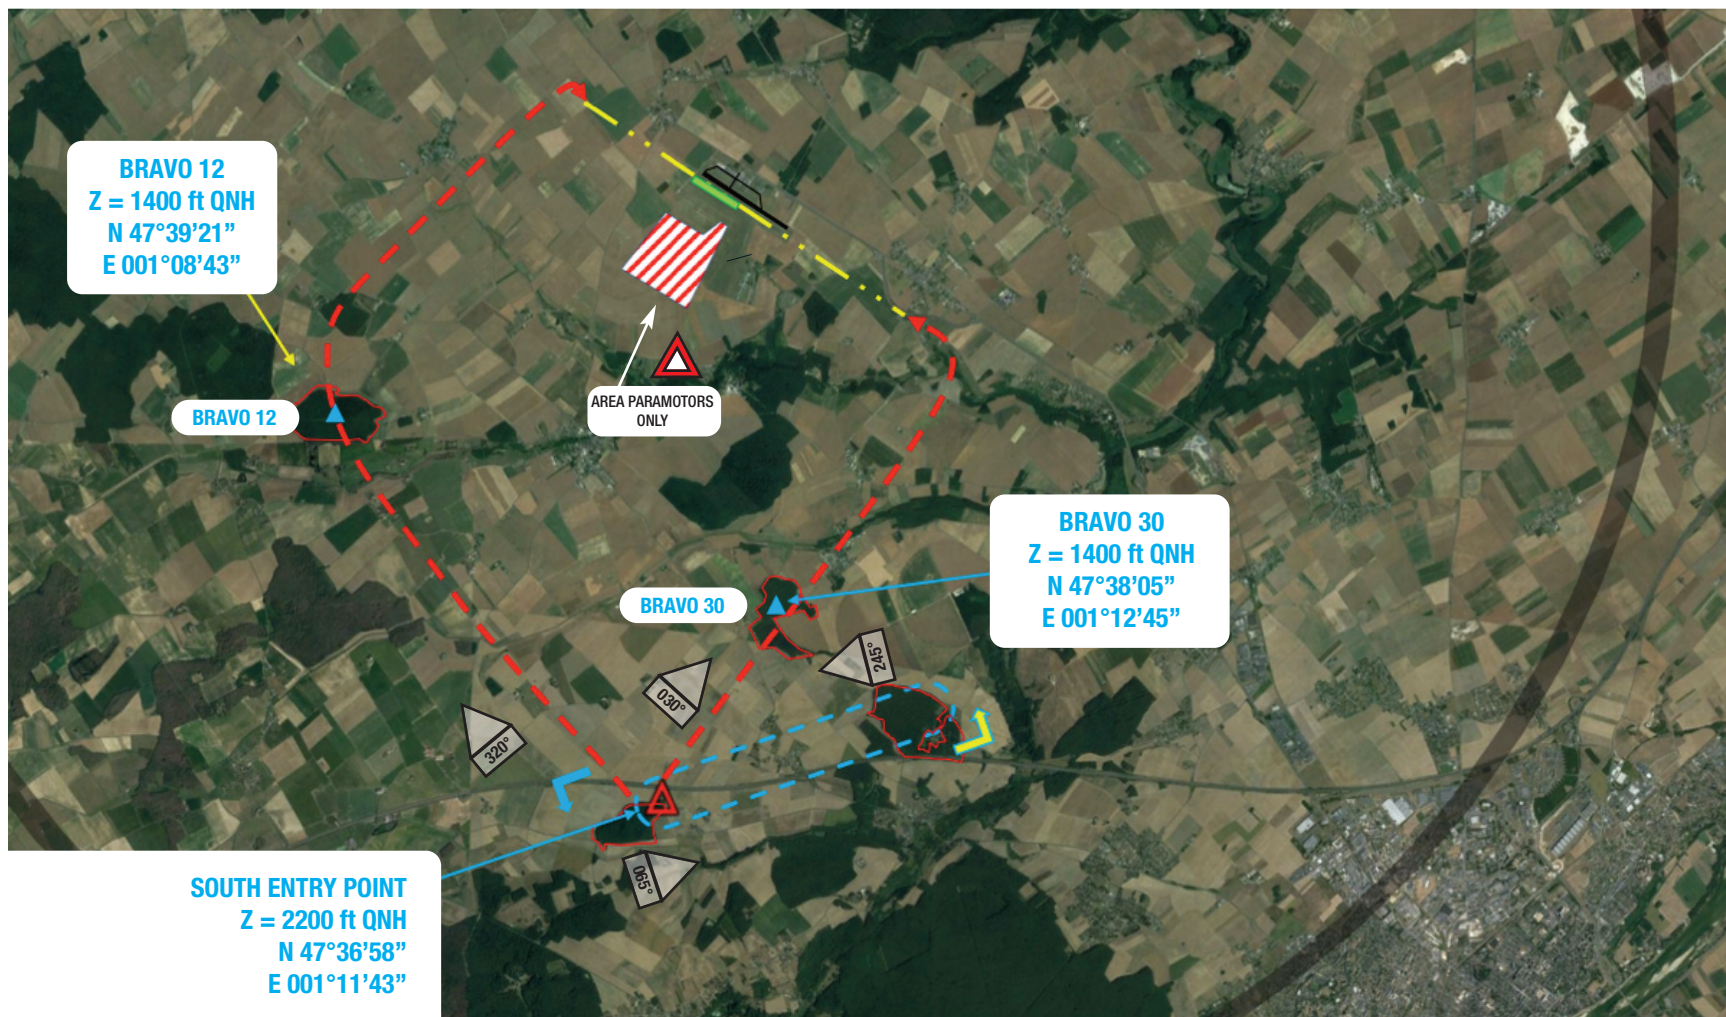 BRAVO 12
Z = 1400 ft QNH
N 47°39'21”
E 001°08'43”
BRAVO 12
AREA PARAMOTORS
ONLY
BRAVO 30
Z = 1400 ft QNH
N 47°38'05”
E 001°12'45”
BRAVO 30
245°
030°
320°
065°
SOUTH ENTRY POINT
Z = 2200 ft QNH
N 47°36'58”
E 001°11'43”